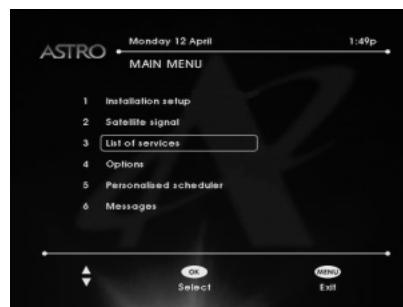 ASTRO
Monday 12 April 1:49p
MAIN MENU
1 Installation setup
2 Satellite signal
3 List of services
4 Options
5 Personalised scheduler
6 Messages
OK MENU
Select Exit